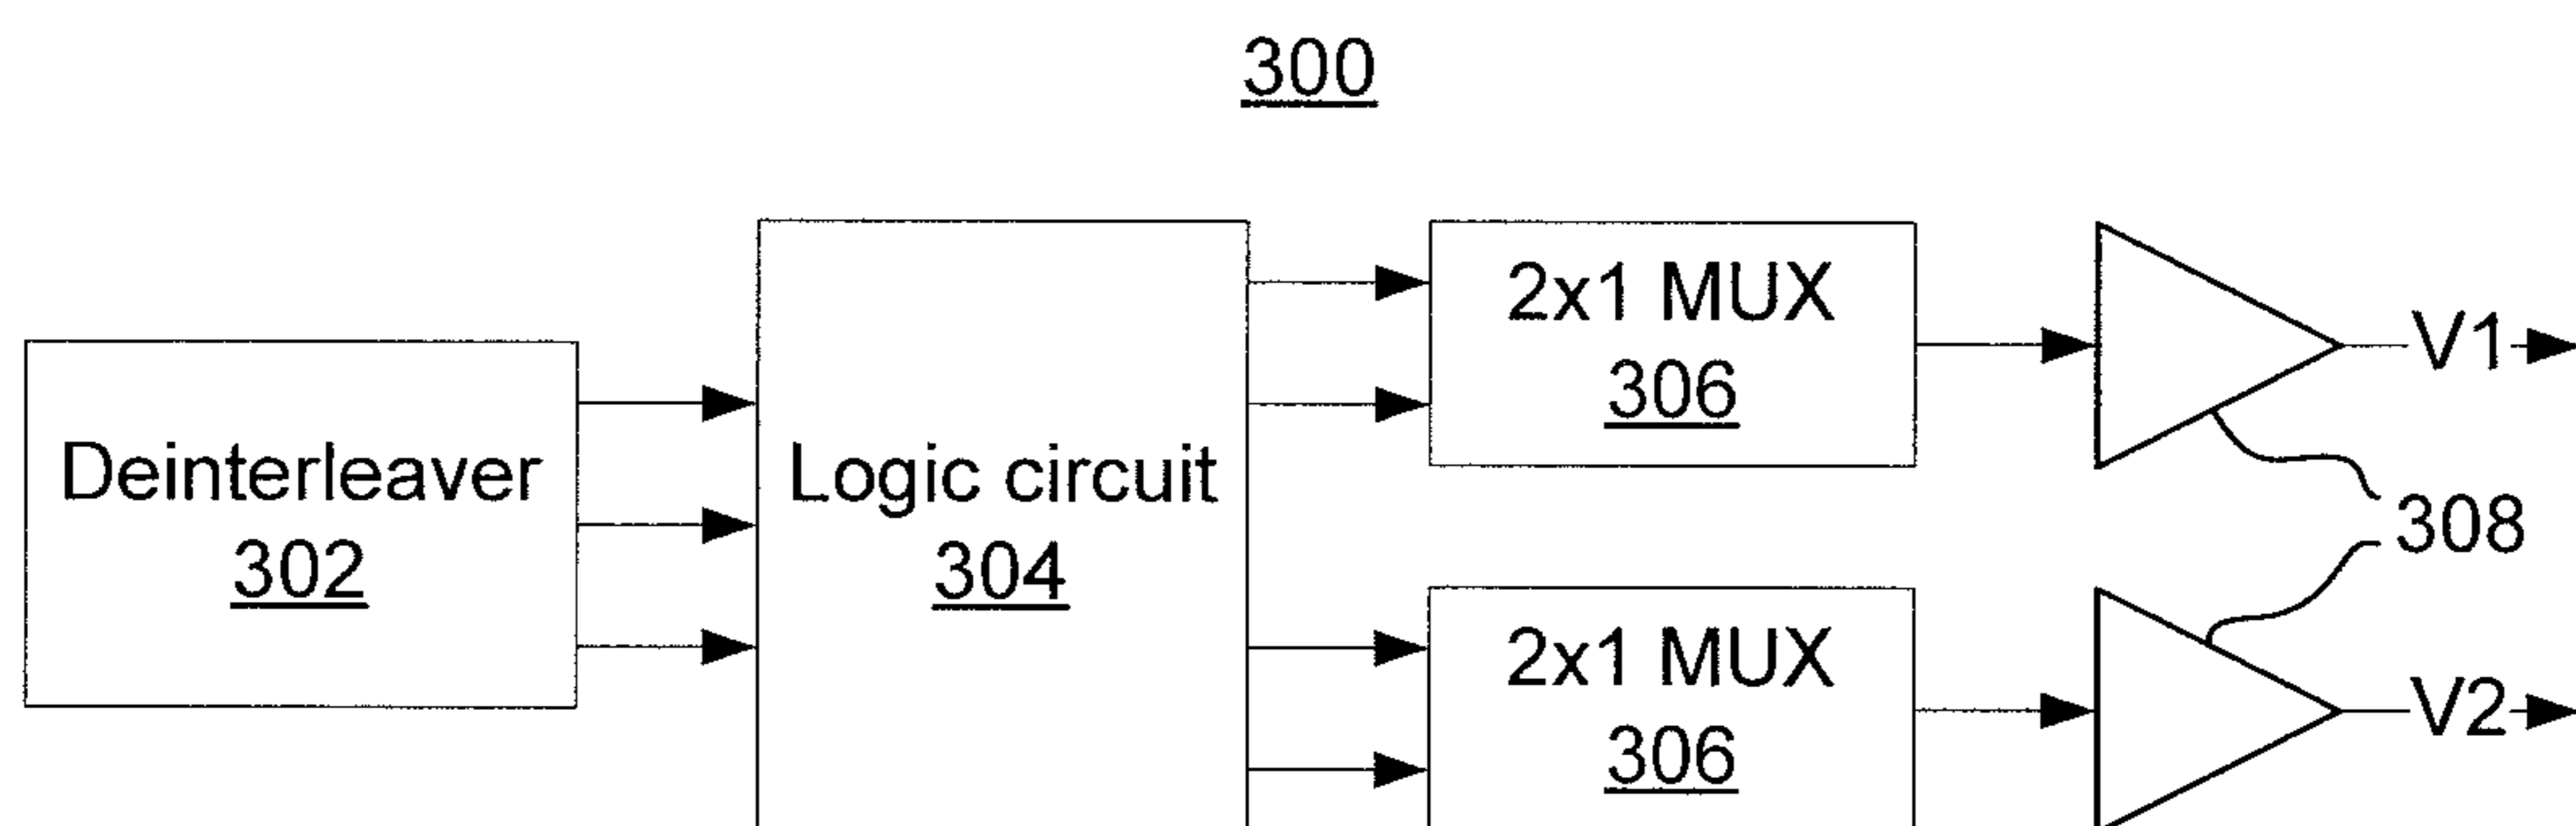 300
Deinterleaver
302
Logic circuit
304
2x1 MUX
306
2x1 MUX
306
V1
308
V2